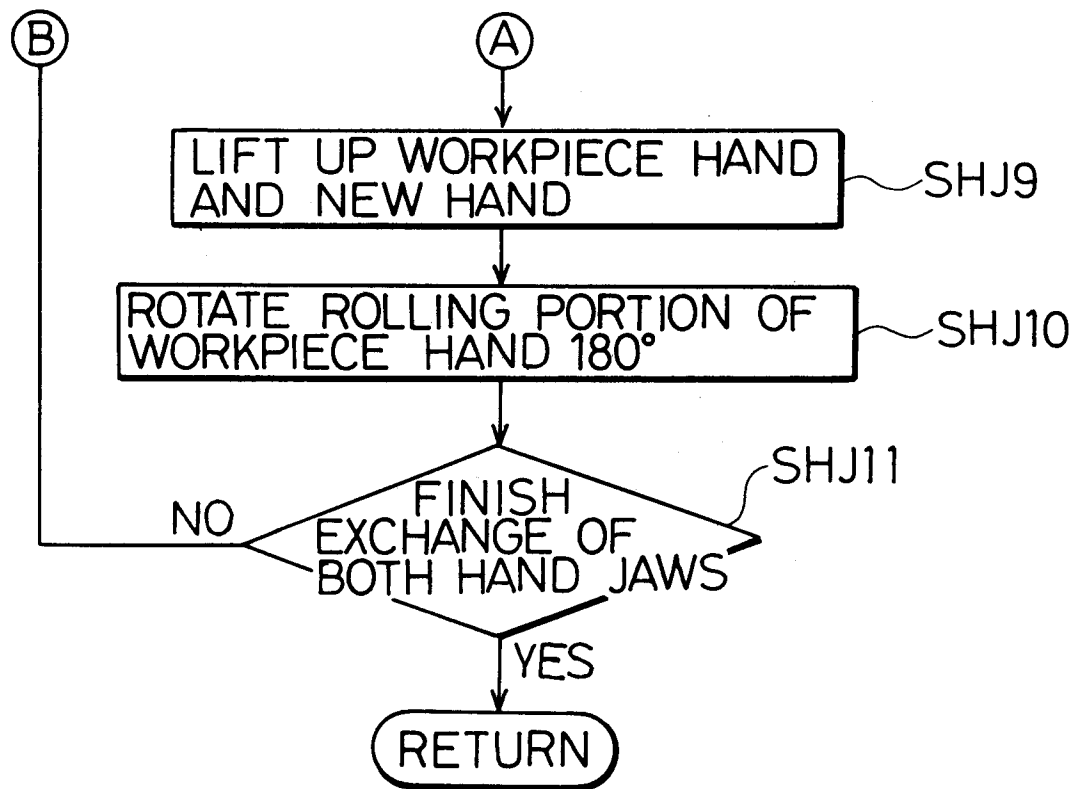 B
A
LIFT UP WORKPIECE HAND
AND NEW HAND
SHJ9
ROTATE ROLLING PORTION OF
WORKPIECE HAND 180°
SHJ10
SHJ11
NO
FINISH
EXCHANGE OF
BOTH HAND JAWS
YES
RETURN